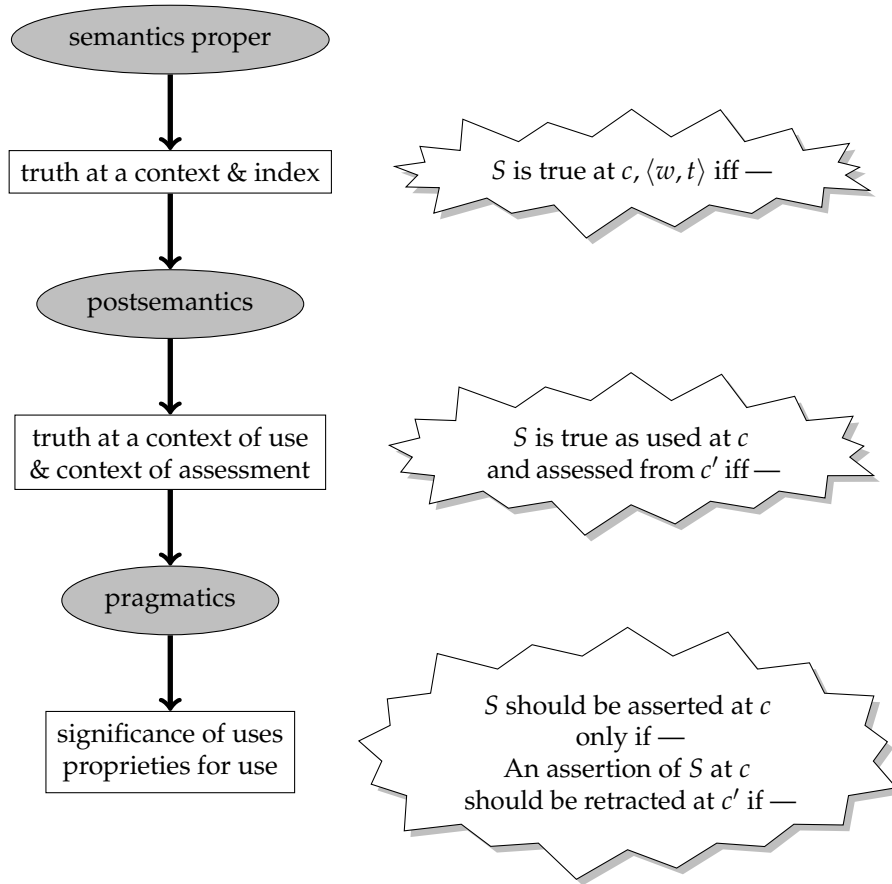 semantics proper
truth at a context & index
S is true at c, ⟨w, t⟩ iff —
postsemantics
truth at a context of use
& context of assessment
S is true as used at c
and assessed from c′ iff —
pragmatics
significance of uses
proprieties for use
S should be asserted at c
only if —
An assertion of S at c
should be retracted at c′ if —